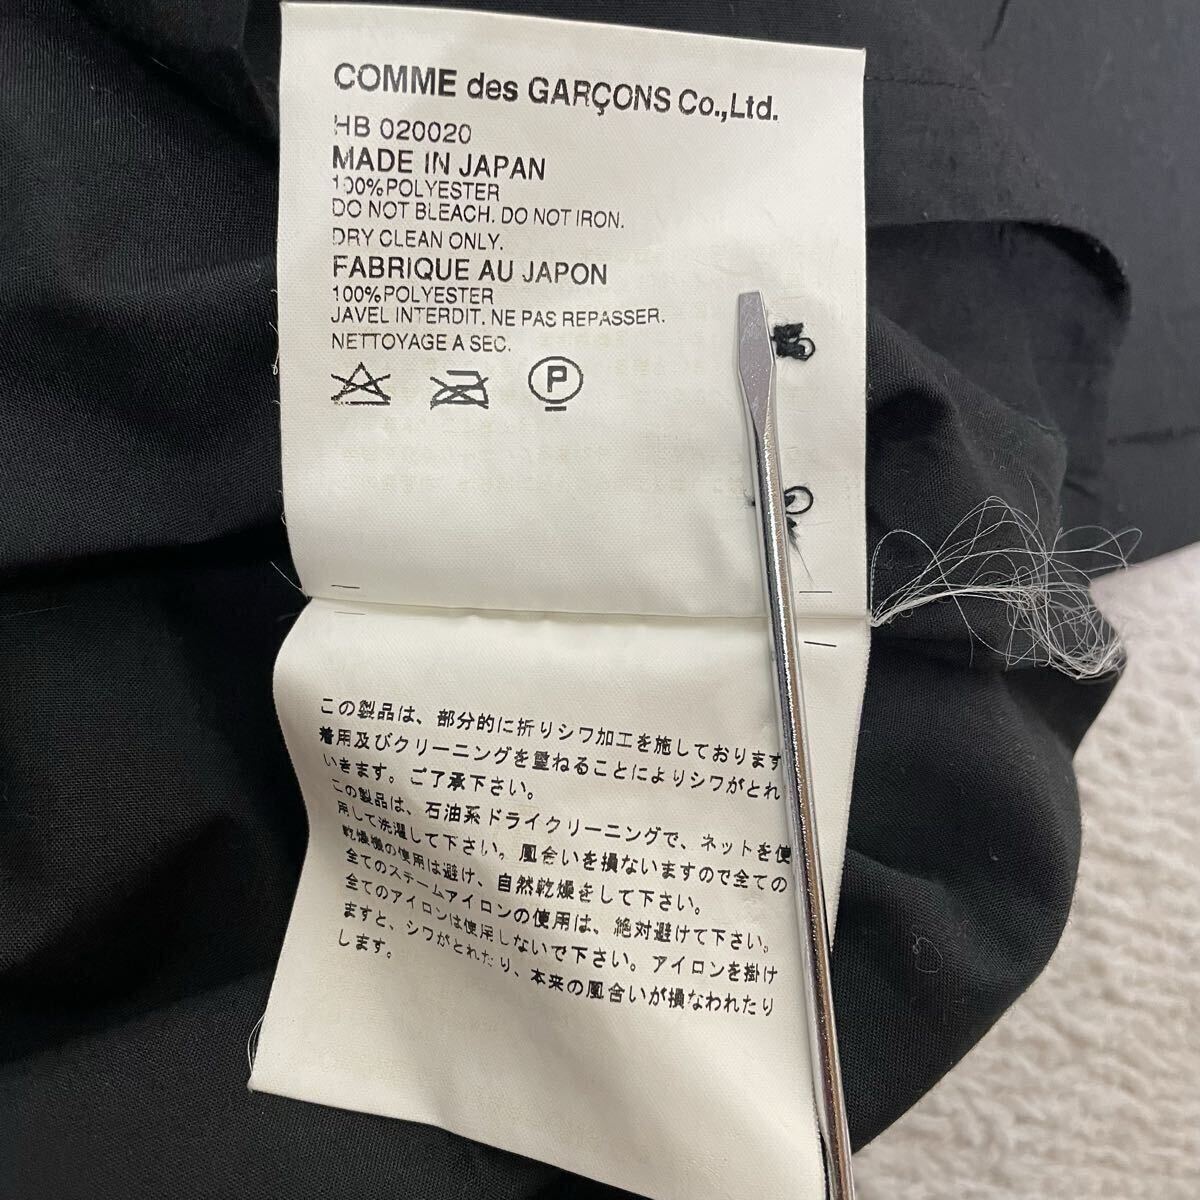 COMME des GARÇONS Co.,Ltd.
HB 020020
MADE IN JAPAN
100%POLYESTER
DO NOT BLEACH. DO NOT IRON.
DRY CLEAN ONLY.
FABRIQUE AU JAPON
100%POLYESTER
JAVEL INTERDIT. NE PAS REPASSER.
NETTOYAGE A SEC.
P
この製品は、部分的に折りシワ加工を施しております
着用及びクリーニングを重ねることによりシワがとれ
いきます。ご了承下さい。
この製品は、石油系ドライクリーニングで、ネットを使
用して洗濯して下さい。風合いを損ないますので全ての
乾燥機の使用は避け、自然乾燥をして下さい。
全てのスチームアイロンの使用は、絶対避けて下さい。
全てのアイロンは使用しないで下さい。アイロンを掛け
ますと、シワがとれたり、本来の風合いが損なわれたり
します。